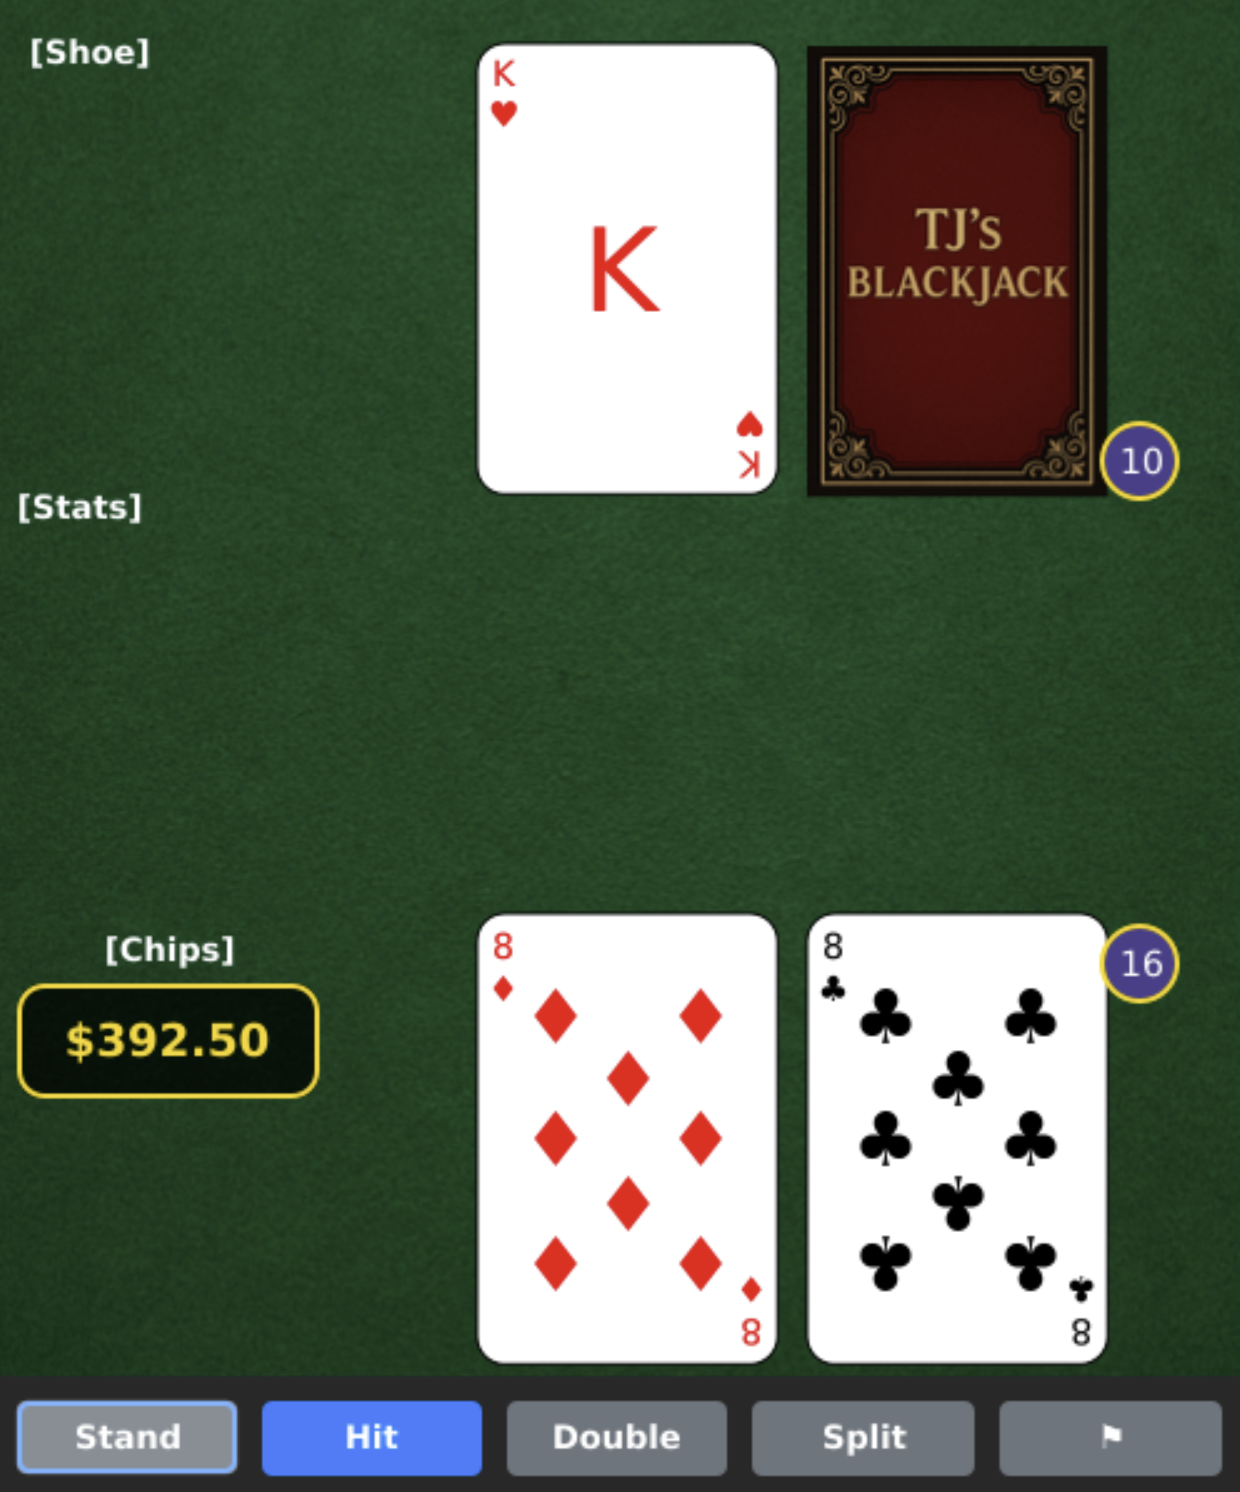 [Shoe]
K
K
K
TJ's
BLACKJACK
10
[Stats]
[Chips]
$392.50
8
8
8
8
16
Stand
Hit
Double
Split